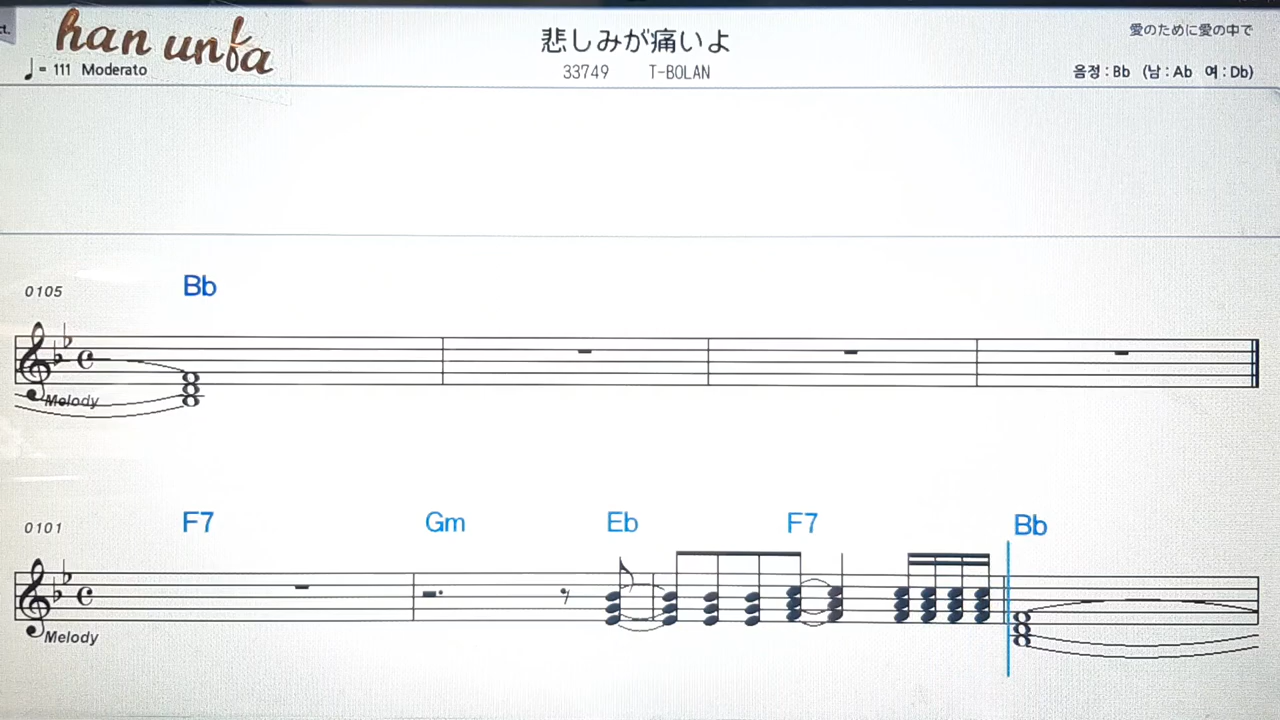 ct.
han unfa
♩= 111 Moderato
悲しみが痛いよ
33749 T-BOLAN
愛のために愛の中で
음정 : Bb (남 : Ab 여 : Db)
0105
Bb
Melody
0101
F7 Gm Eb F7 Bb
Melody